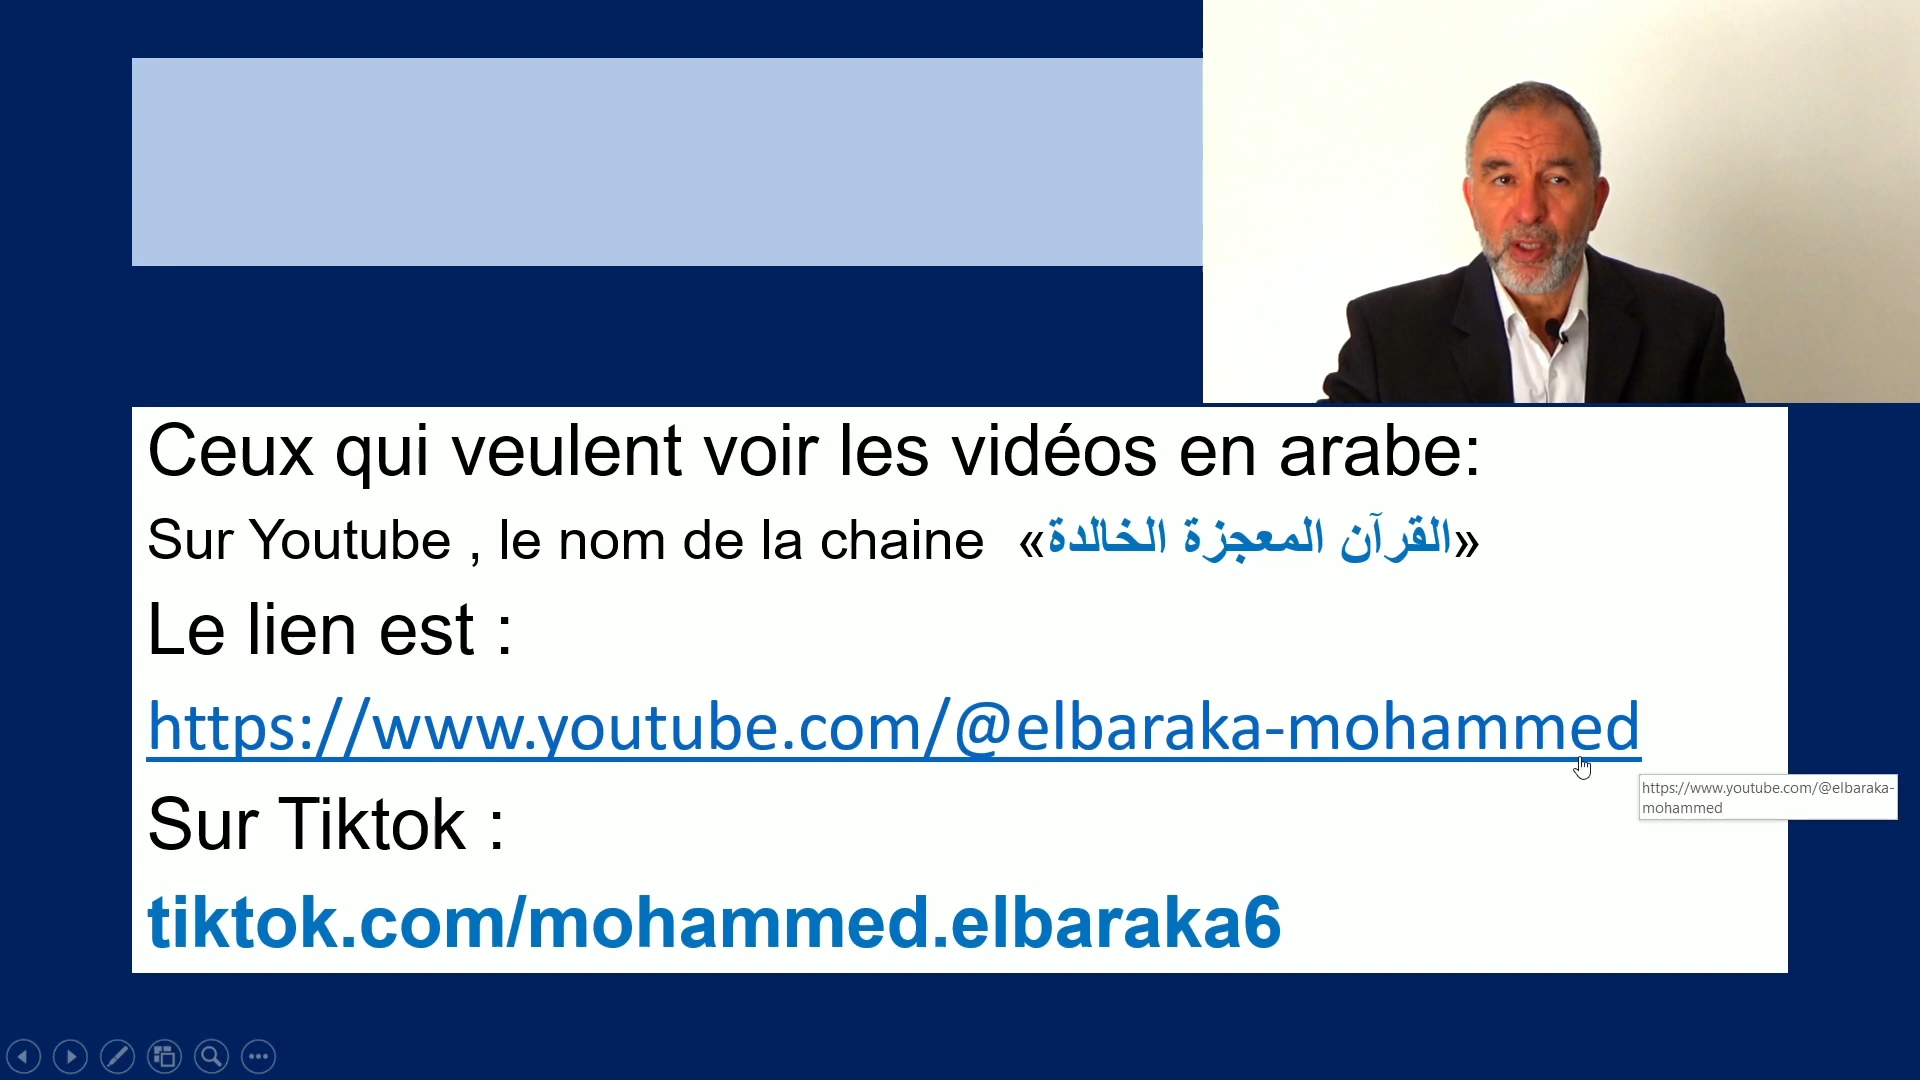 Ceux qui veulent voir les vidéos en arabe:
Sur Youtube , le nom de la chaine «القرآن المعجزة الخالدة»
Le lien est :
https://www.youtube.com/@elbaraka-mohammed
https://www.youtube.com/@elbaraka-
mohammed
Sur Tiktok :
tiktok.com/mohammed.elbaraka6